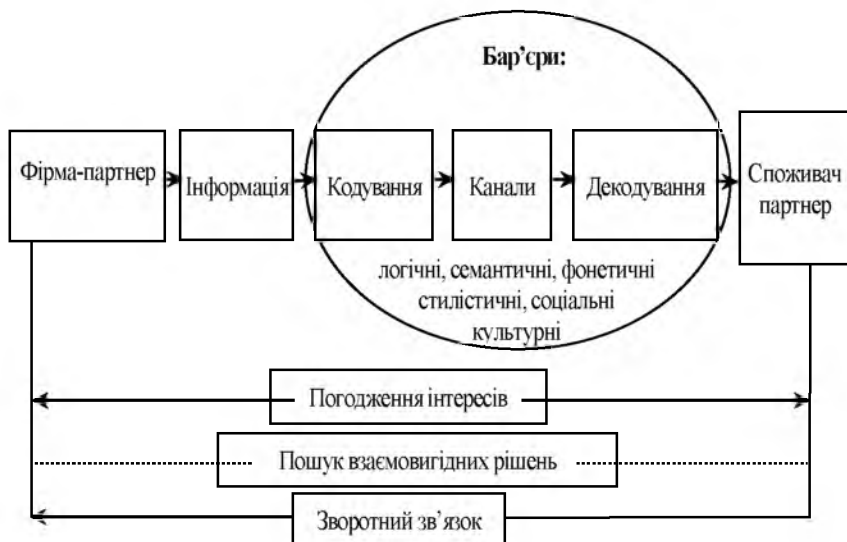 Бар’єри:
Фірма-партнер
Інформація
Кодування
Канали
Декодування
Споживач
партнер
логічні, семантичні, фонетичні
стилістичні, соціальні
культурні
Погодження інтересів
Пошук взаємовигідних рішень
Зворотний зв’язок